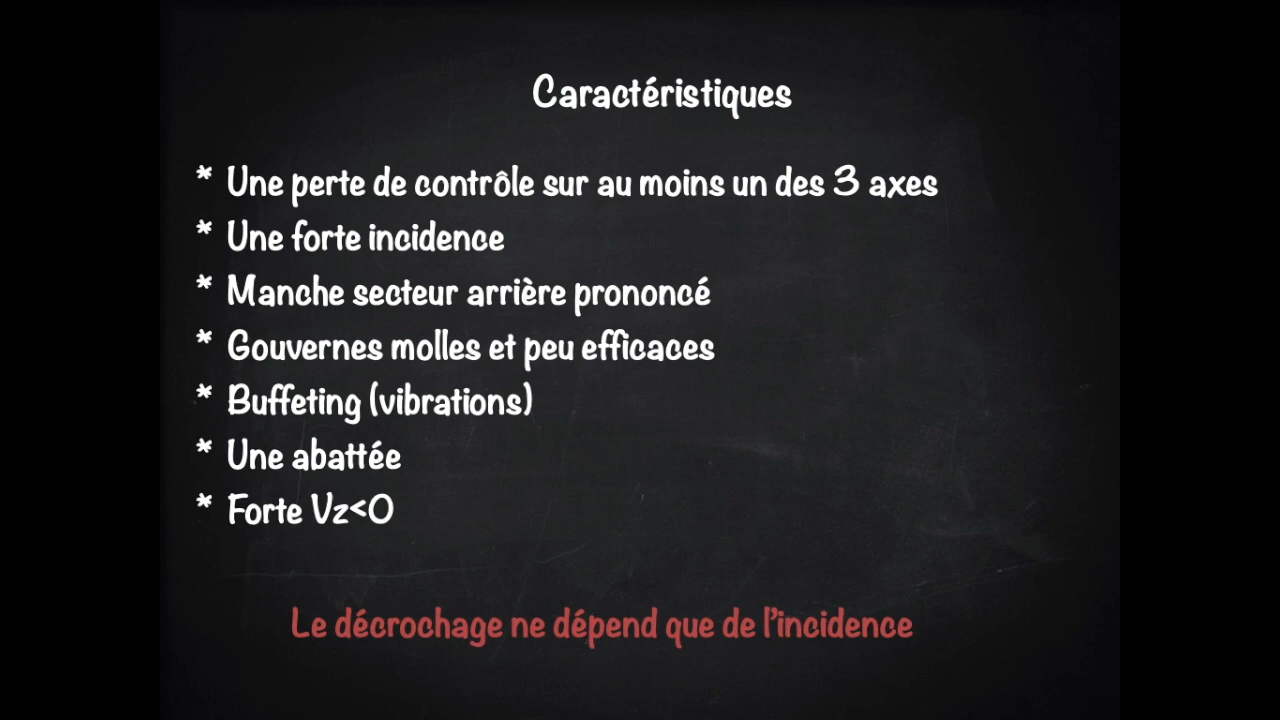 Caractéristiques
* Une perte de contrôle sur au moins un des 3 axes
* Une forte incidence
* Manche secteur arrière prononcé
* Gouvernes molles et peu efficaces
* Buffeting (vibrations)
* Une abattée
* Forte Vz<0
Le décrochage ne dépend que de l'incidence